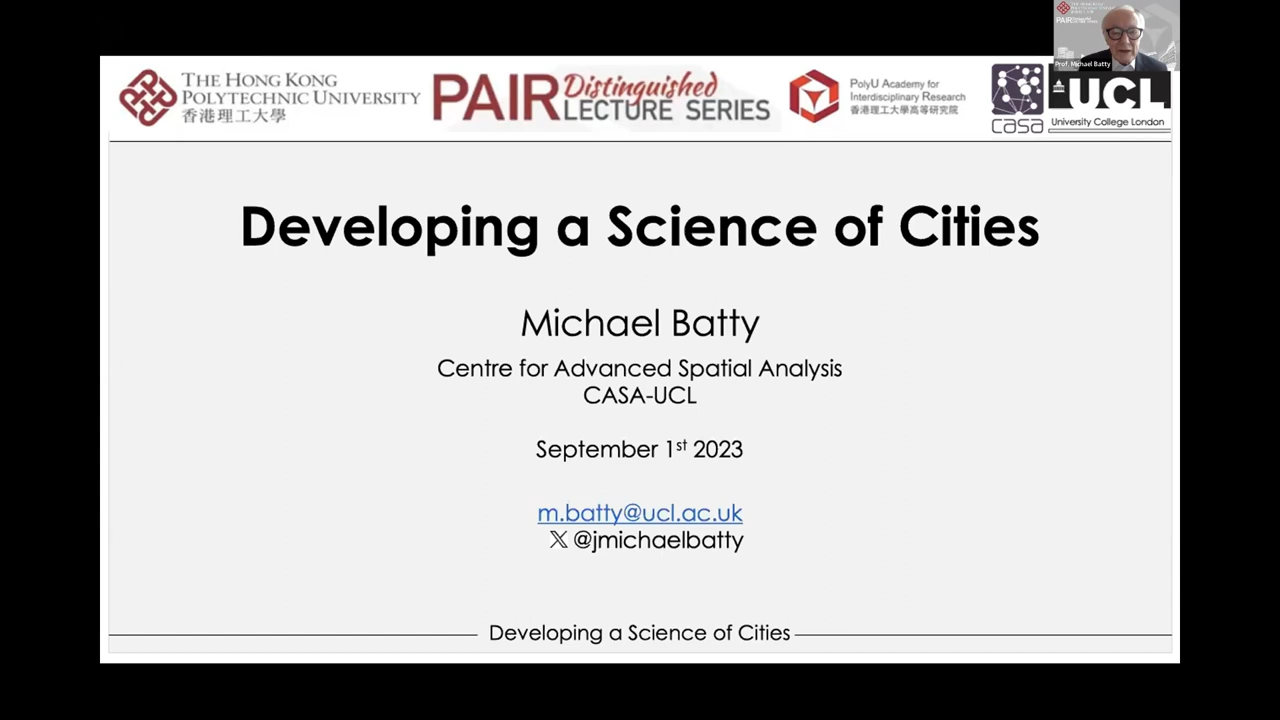 Prof. Michael Batty
THE HONG KONG
POLYTECHNIC UNIVERSITY
香港理工大學
PAIR Distinguished
LECTURE SERIES
PolyU Academy for
Interdisciplinary Research
香港理工大學高等研究院
casa
UCL
University College London
Developing a Science of Cities
Michael Batty
Centre for Advanced Spatial Analysis
CASA-UCL
September 1st 2023
m.batty@ucl.ac.uk
X @jmichaelbatty
Developing a Science of Cities